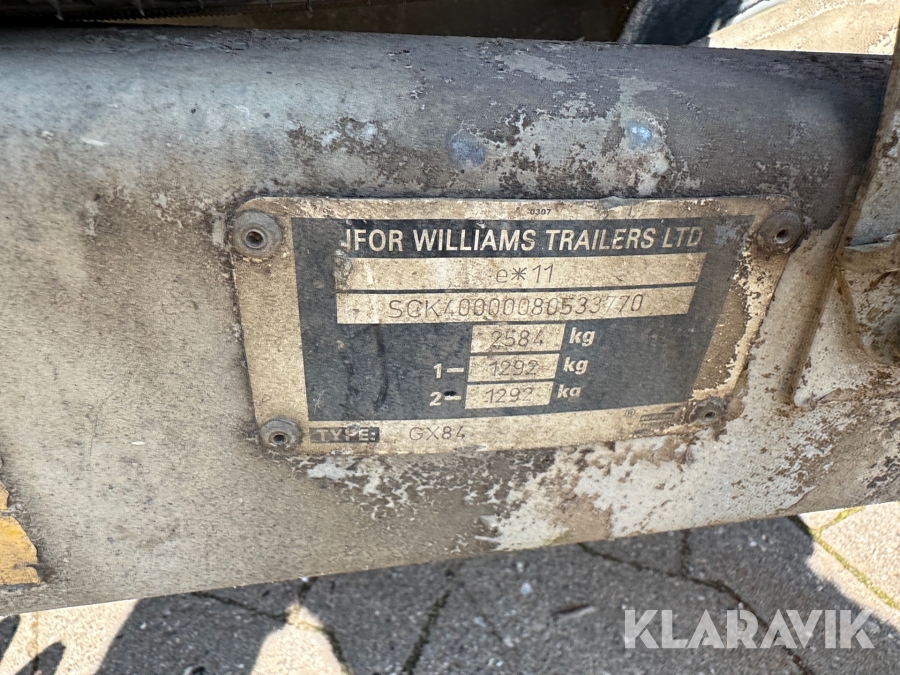 0307
IFOR WILLIAMS TRAILERS LTD
e*11
SCK40000080533770
2584 kg
1- 1292 kg
2- 1292 kg
TYPE: GX84
KLARAVIK